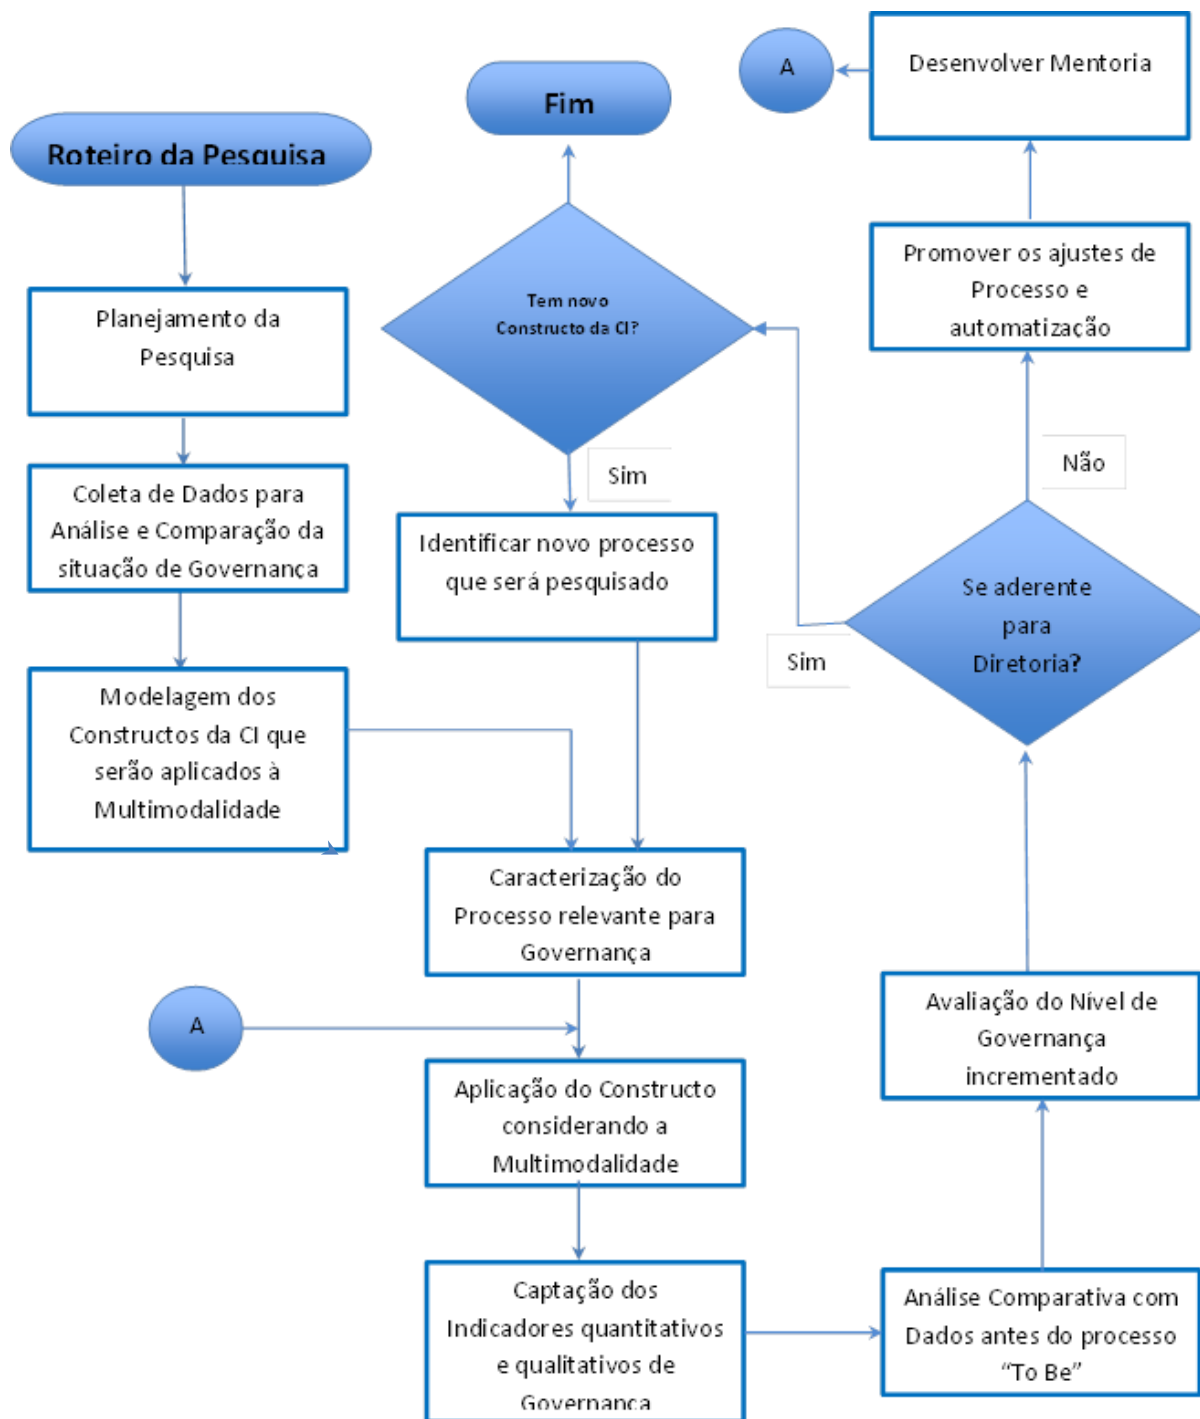 Roteiro da Pesquisa
Planejamento da
Pesquisa
Coleta de Dados para
Análise e Comparação da
situação de Governança
Modelagem dos
Constructos da CI que
serão aplicados à
Multimodalidade
Fim
Tem novo
Constructo da CI?
Sim
Identificar novo processo
que será pesquisado
Caracterização do
Processo relevante para
Governança
A
Aplicação do Constructo
considerando a
Multimodalidade
Captação dos
Indicadores quantitativos
e qualitativos de
Governança
Análise Comparativa com
Dados antes do processo
“To Be”
Avaliação do Nível de
Governança
incrementado
Se aderente
para
Diretoria?
Sim
Não
Promover os ajustes de
Processo e
automatização
Desenvolver Mentoria
A